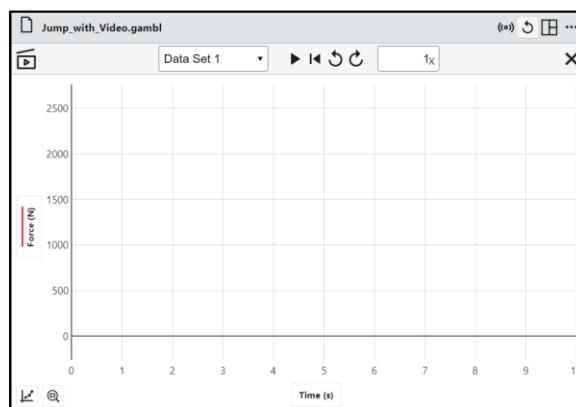 Jump_with_Video.gambl
Data Set 1
1x
2500
2000
1500
1000
500
0
Force (N)
0 1 2 3 4 5 6 7 8 9 1
Time (s)